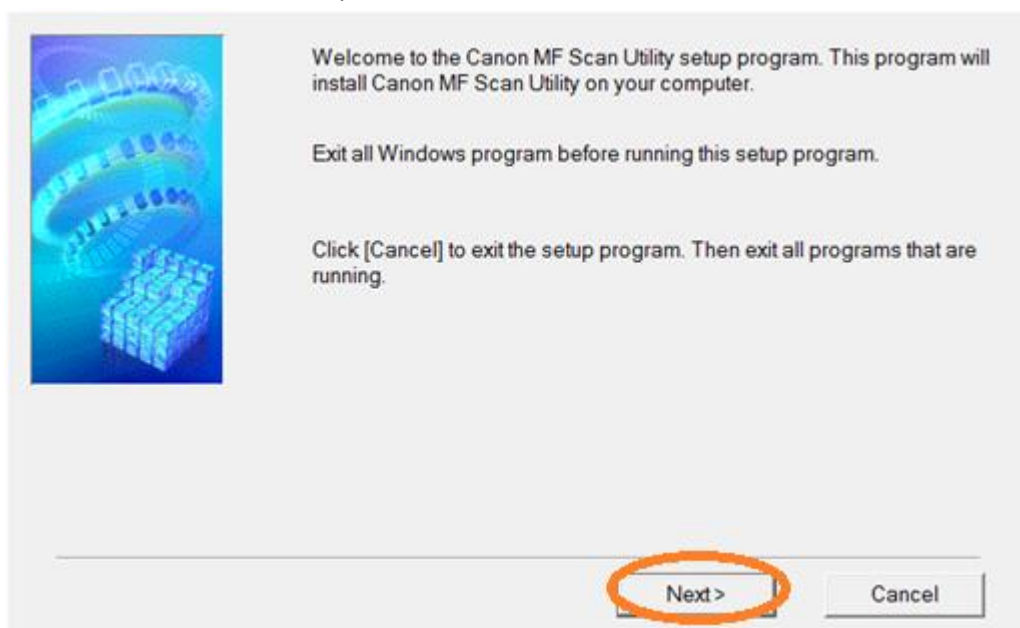 Welcome to the Canon MF Scan Utility setup program. This program will
install Canon MF Scan Utility on your computer.
Exit all Windows program before running this setup program.
Click [Cancel] to exit the setup program. Then exit all programs that are
running.
Next >
Cancel